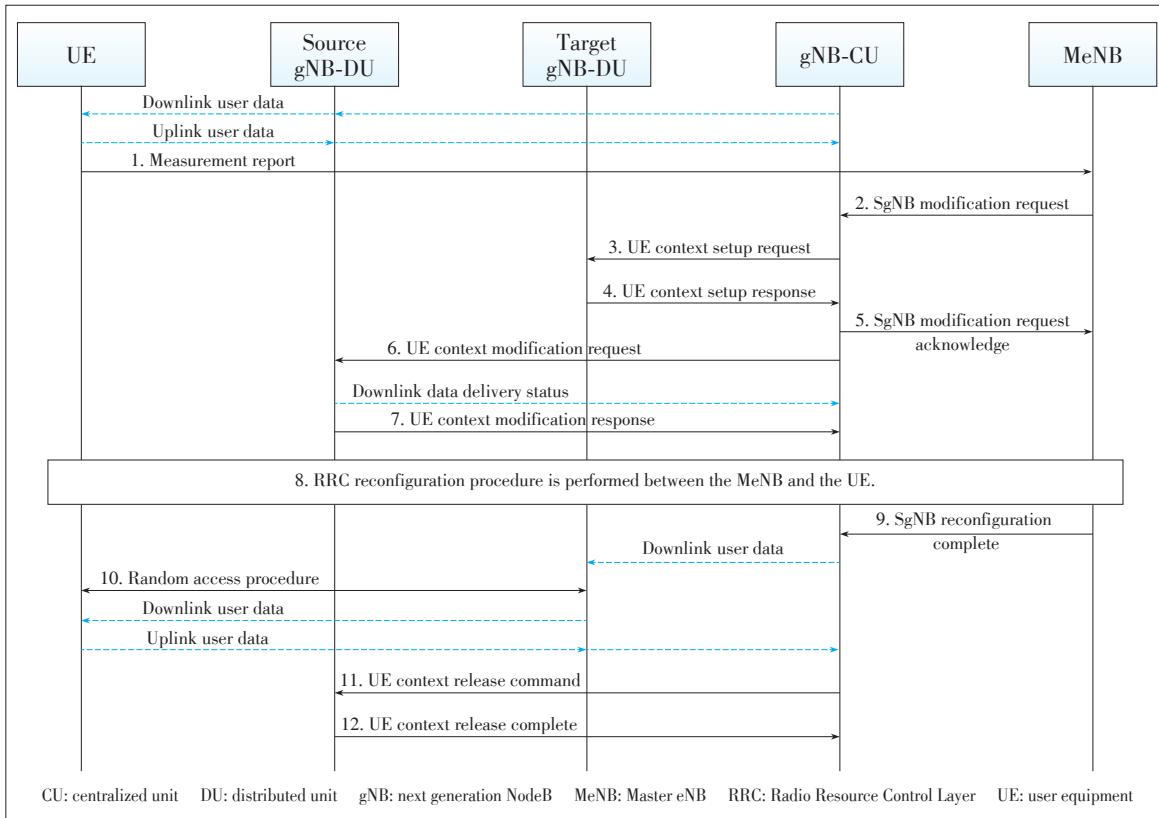 UE
Source
gNB-DU
Target
gNB-DU
gNB-CU
MeNB
Downlink user data
Uplink user data
1. Measurement report
2. SgNB modification request
3. UE context setup request
4. UE context setup response
5. SgNB modification request
acknowledge
6. UE context modification request
Downlink data delivery status
7. UE context modification response
8. RRC reconfiguration procedure is performed between the MeNB and the UE.
9. SgNB reconfiguration
complete
Downlink user data
10. Random access procedure
Downlink user data
Uplink user data
11. UE context release command
12. UE context release complete
CU: centralized unit DU: distributed unit gNB: next generation NodeB MeNB: Master eNB RRC: Radio Resource Control Layer UE: user equipment